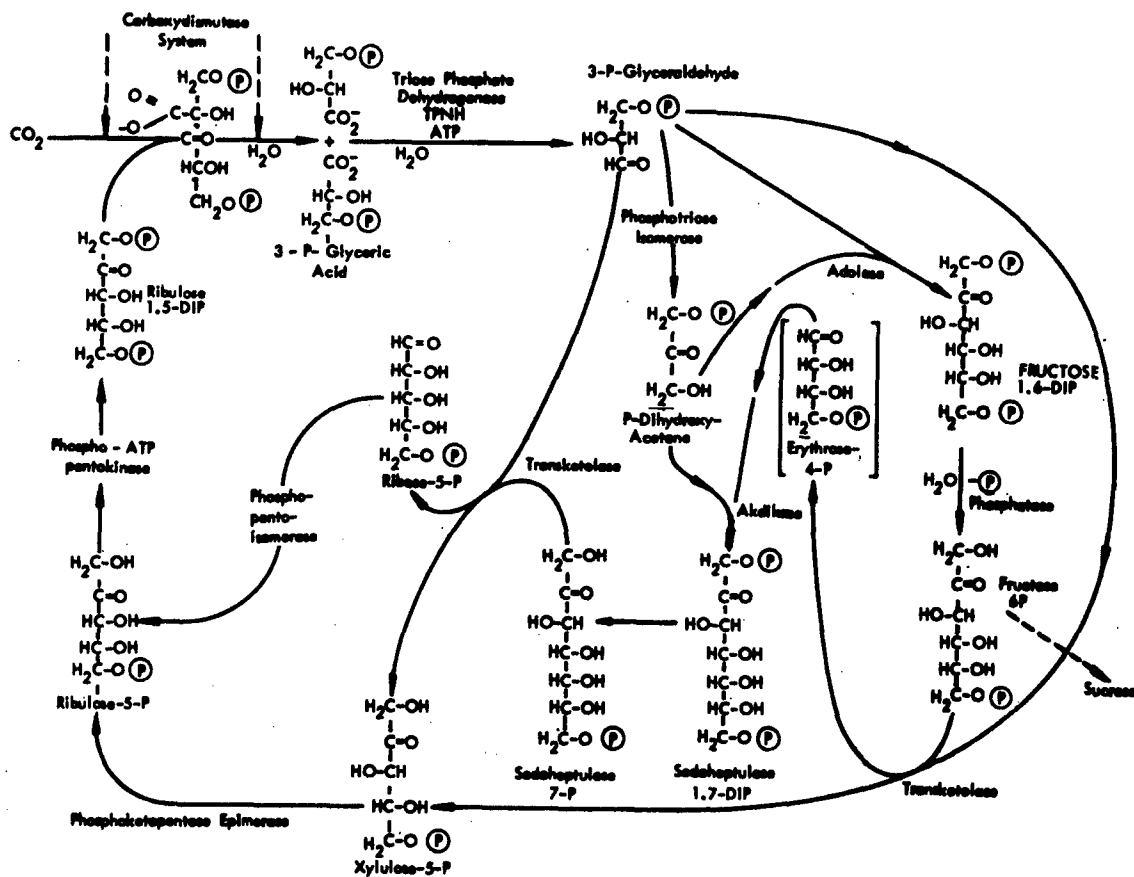 Carboxydismutase
System
H2CO P
O=
C-C-OH
-O
CO2
C=O
H2O
HCOH
CH2O P
H2C-O P
HO-CH
CO2-
+
CO2-
HC-OH
H2C-O P
3 - P- Glyceric
Acid
Triose Phosphate
Dehydrogenase
TPNH
ATP
H2O
3-P-Glyceraldehyde
H2C-O P
HO-CH
HC=O
Phosphotriose
Isomerase
Adolase
H2C-O P
C=O
HC-OH
HC-OH
H2C-O P
Ribulose
1.5-DIP
HC=O
HC-OH
HC-OH
HC-OH
H2C-O P
Ribose-5-P
H2C-O P
C=O
H2C-OH
P-Dihydroxy-
Acetone
HC=O
HC-OH
HC-OH
H2C-O P
Erythrose-
4-P
H2C-O P
C=O
HO-CH
HC-OH
HC-OH
H2C-O P
FRUCTOSE
1.6-DIP
Phospho - ATP
pentokinase
Phospho-
pento-
isomerase
Transketolase
H2O -P
Phosphatase
H2C-OH
C=O
HC-OH
HC-OH
H2C-O P
Ribulose-5-P
H2C-OH
C=O
HO-CH
HC-OH
HC-OH
HC-OH
H2C-O P
Sedoheptulose
7-P
H2C-O P
C=O
HO-CH
HC-OH
HC-OH
HC-OH
H2C-O P
Sedoheptulose
1.7-DIP
H2C-OH
C=O
HO-CH
HC-OH
HC-OH
H2C-O P
Fructose
6P
Sucrose
Transketolase
H2C-OH
C=O
HO-CH
HC-OH
H2C-O P
Xylulose-5-P
Phosphoketopentose Epimerase